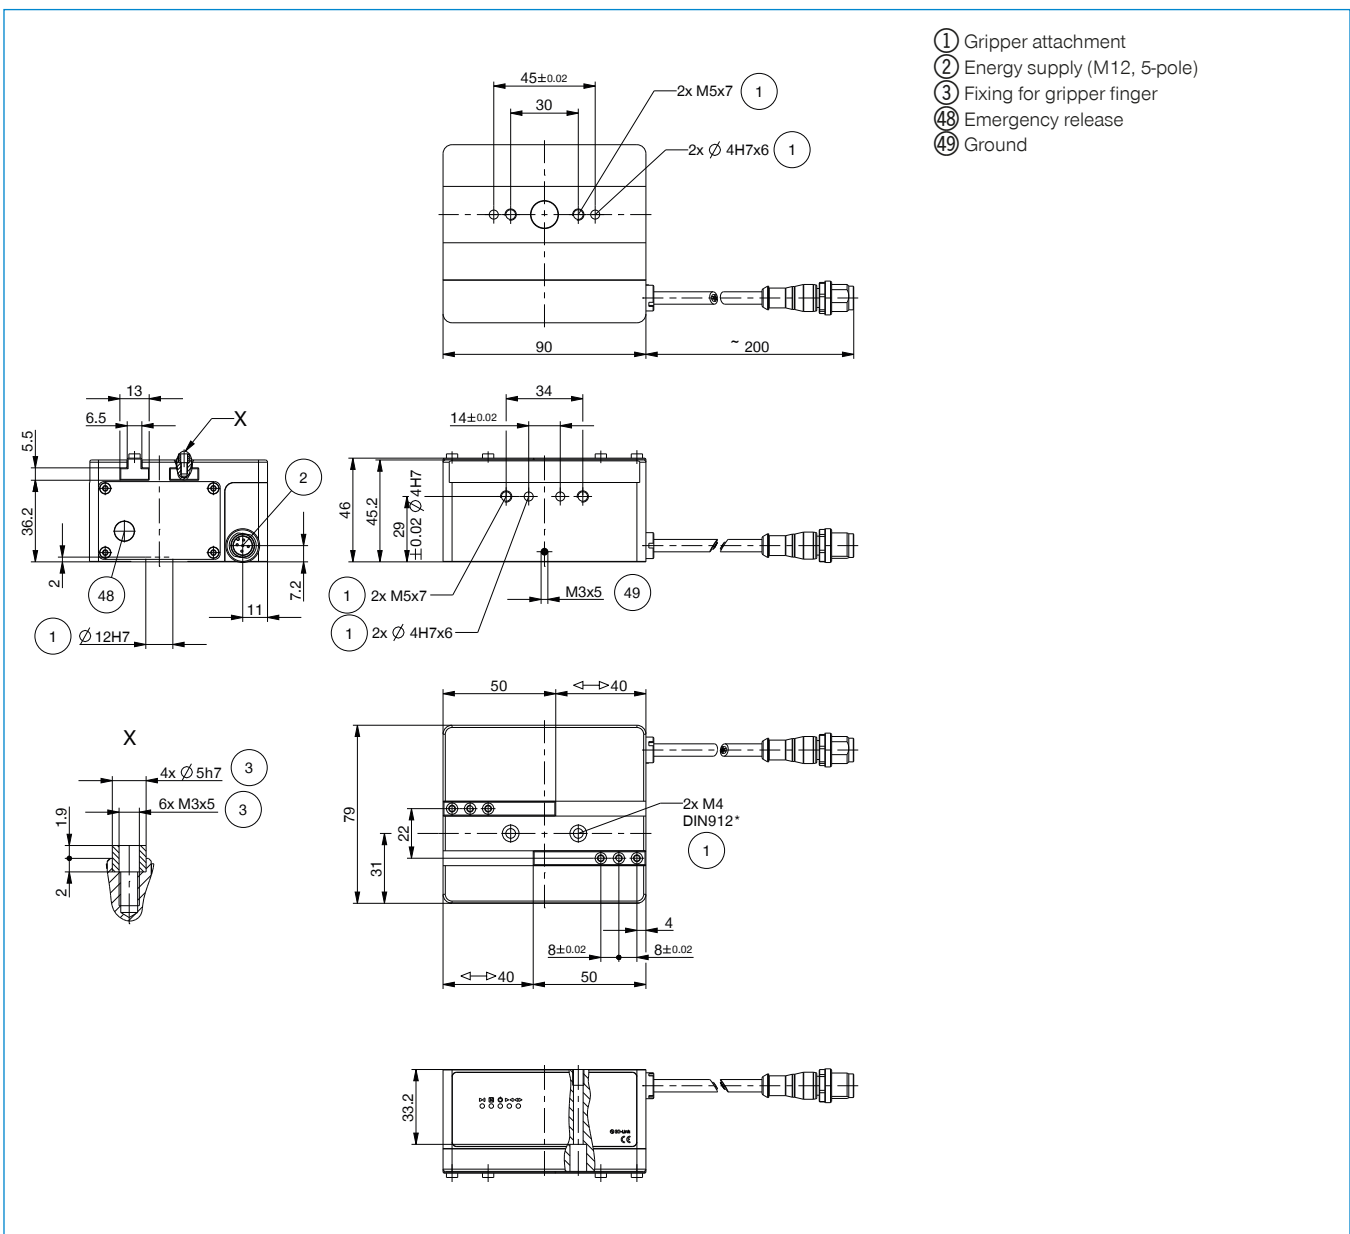 1 Gripper attachment
2 Energy supply (M12, 5-pole)
3 Fixing for gripper finger
48 Emergency release
49 Ground
45±0.02
30
2x M5x7 1
2x Ø 4H7x6 1
90
~ 200
13
6.5
X
5.5
36.2
2
2
48
7.2
11
1 Ø 12H7
34
14±0.02
46
45.2
29
±0.02 Ø 4H7
1 2x M5x7
M3x5 49
1 2x Ø 4H7x6
X
4x Ø 5h7 3
6x M3x5 3
1.9
2
50
40
79
22
31
2x M4
DIN912*
1
4
8±0.02
8±0.02
40
50
33.2
IO-Link
CE